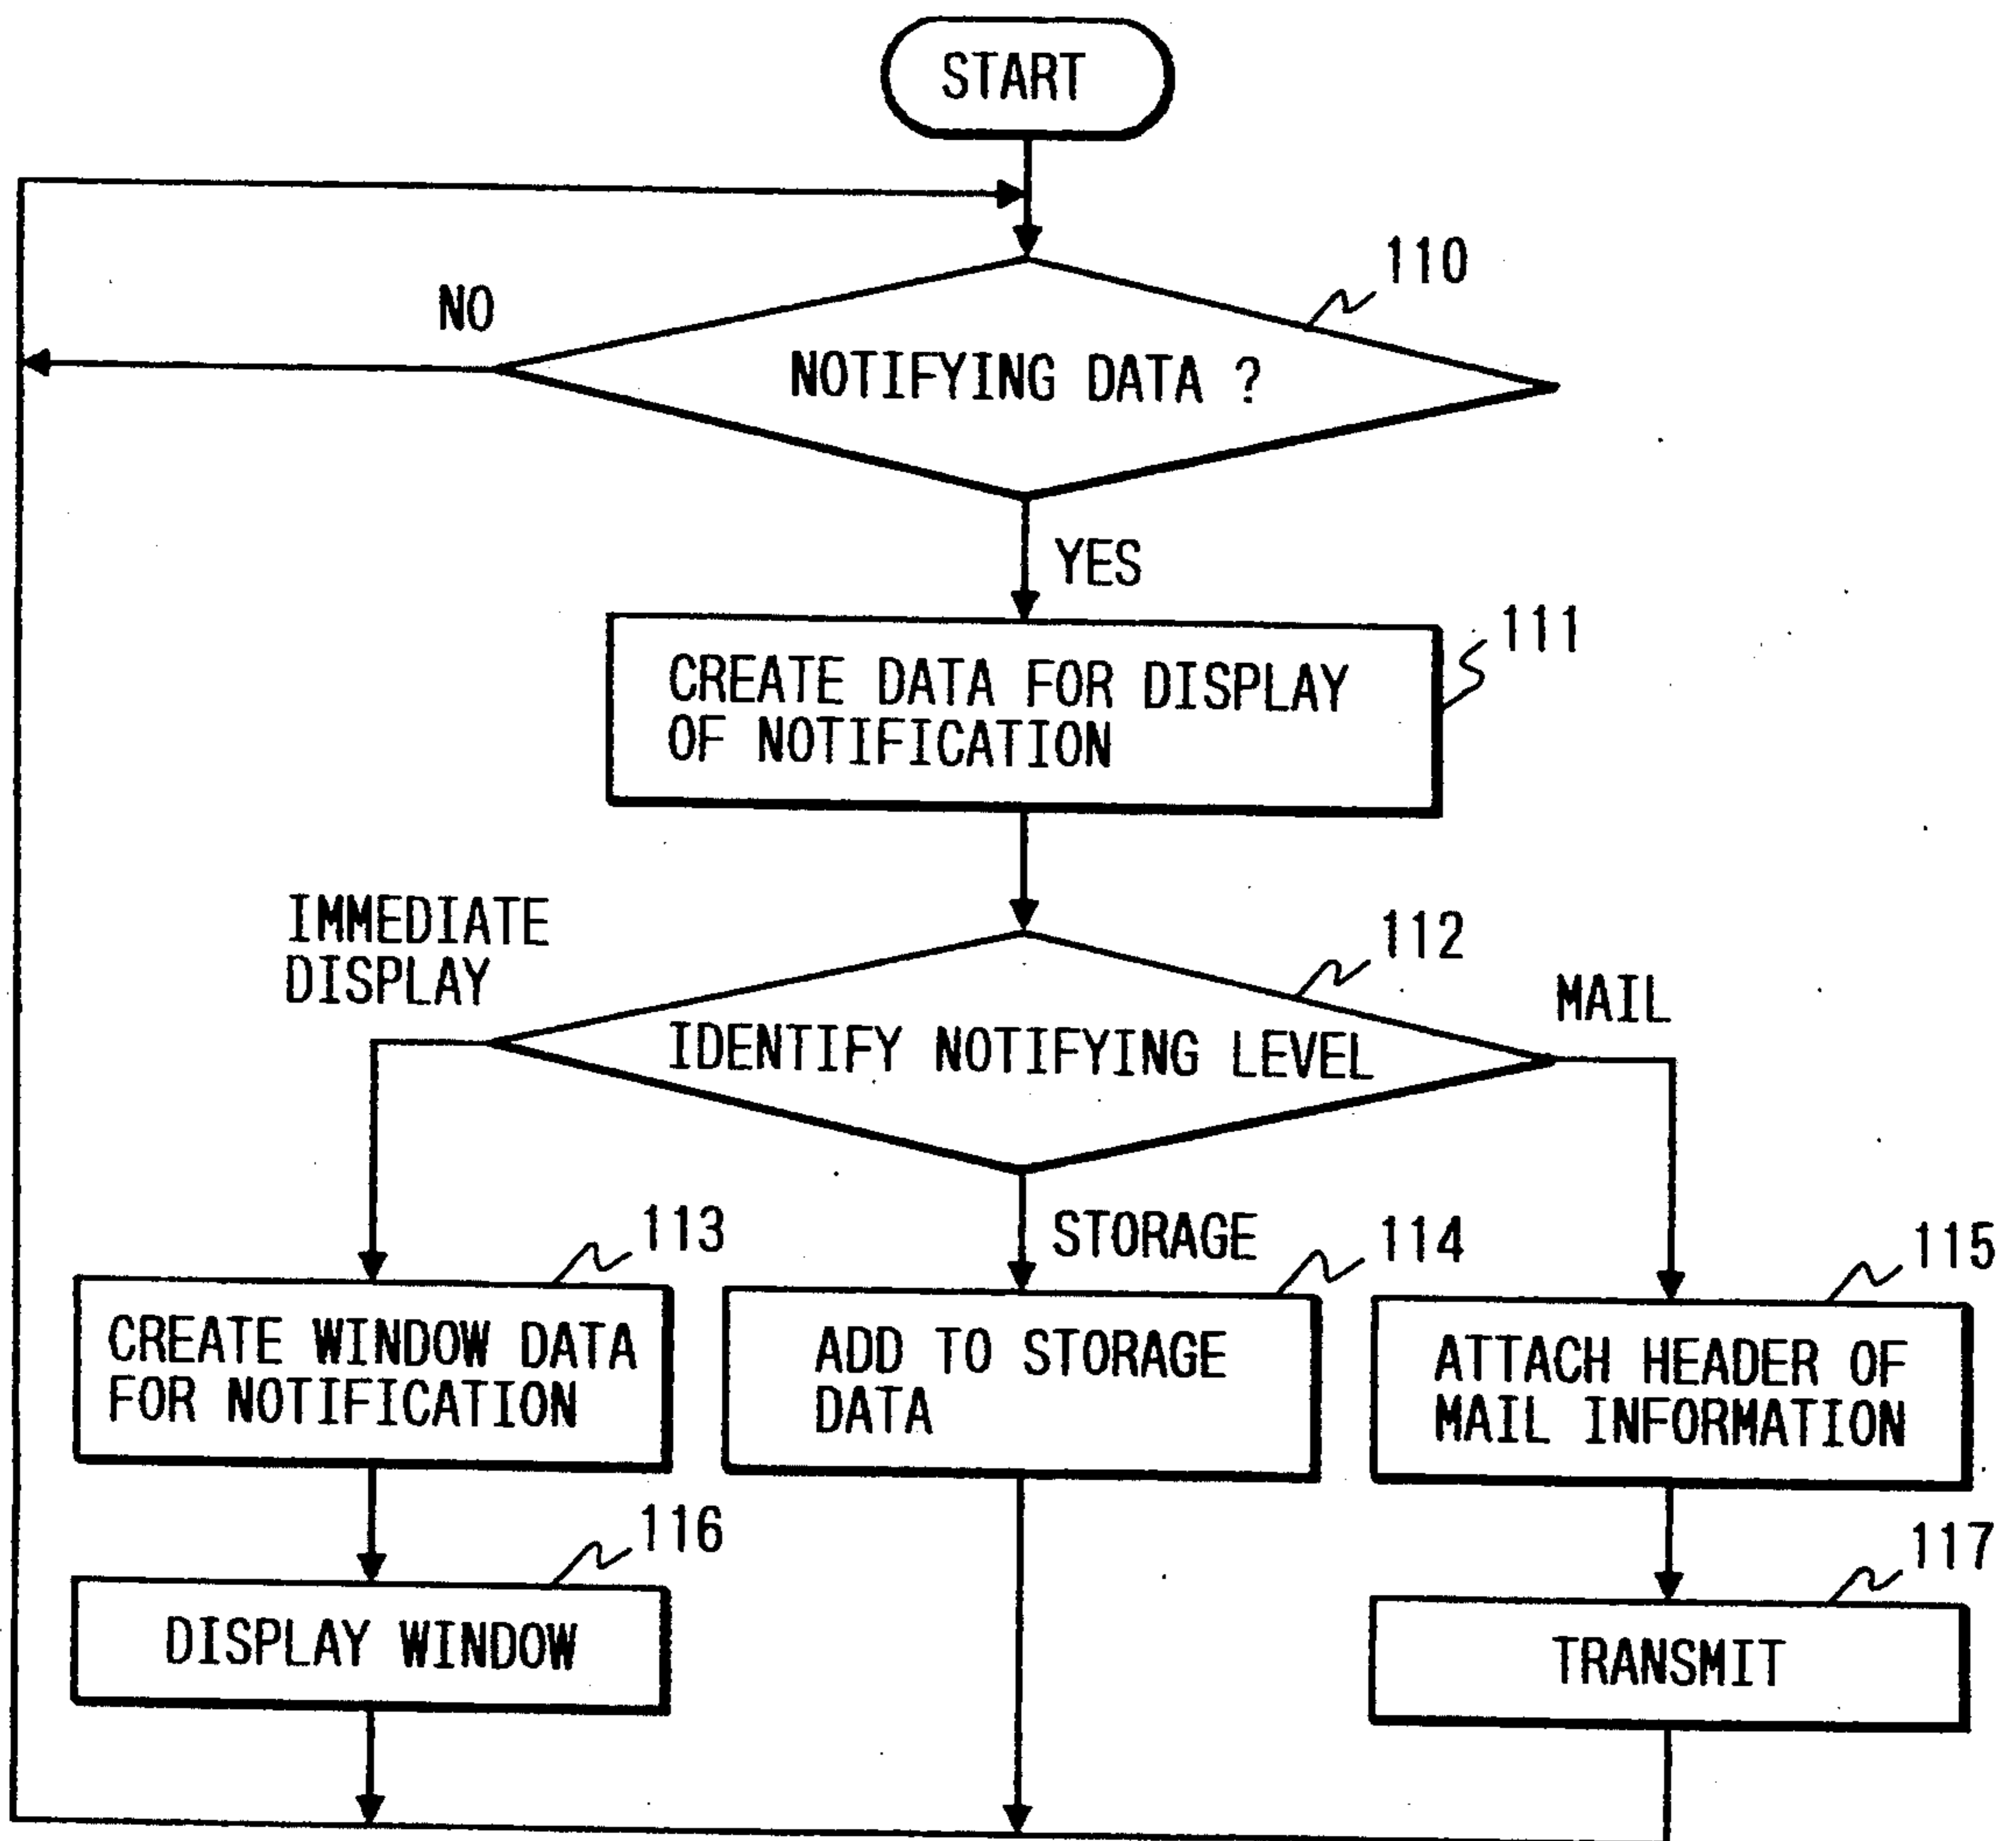 START
110
NO
NOTIFYING DATA ?
YES
111
CREATE DATA FOR DISPLAY
OF NOTIFICATION
IMMEDIATE
DISPLAY
112
MAIL
IDENTIFY NOTIFYING LEVEL
113
STORAGE
114
115
CREATE WINDOW DATA
FOR NOTIFICATION
ADD TO STORAGE
DATA
ATTACH HEADER OF
MAIL INFORMATION
116
117
DISPLAY WINDOW
TRANSMIT